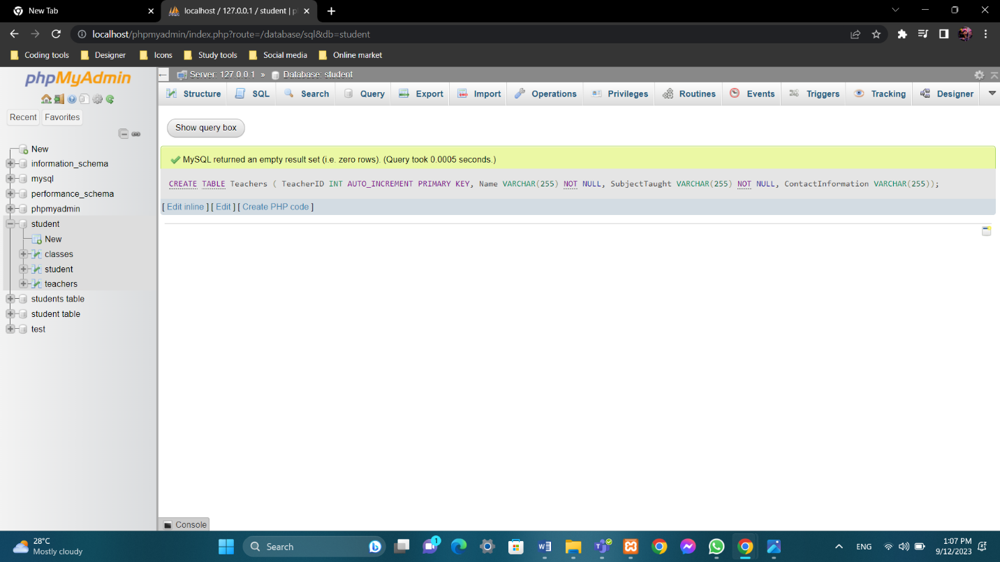 New Tab
localhost / 127.0.0.1 / student | p
localhost/phpmyadmin/index.php?route=/database/sql&db=student
Coding tools Designer Icons Study tools Social media Online market
phpMyAdmin
Recent Favorites
New
information_schema
mysql
performance_schema
phpmyadmin
student
New
classes
student
teachers
students table
student table
test
Server: 127.0.0.1 » Database: student
Structure SQL Search Query Export Import Operations Privileges Routines Events Triggers Tracking Designer
Show query box
MySQL returned an empty result set (i.e. zero rows). (Query took 0.0005 seconds.)
CREATE TABLE Teachers ( TeacherID INT AUTO_INCREMENT PRIMARY KEY, Name VARCHAR(255) NOT NULL, SubjectTaught VARCHAR(255) NOT NULL, ContactInformation VARCHAR(255));
[ Edit inline ] [ Edit ] [ Create PHP code ]
Console
28°C
Mostly cloudy
Search
1
ENG
1:07 PM
9/12/2023